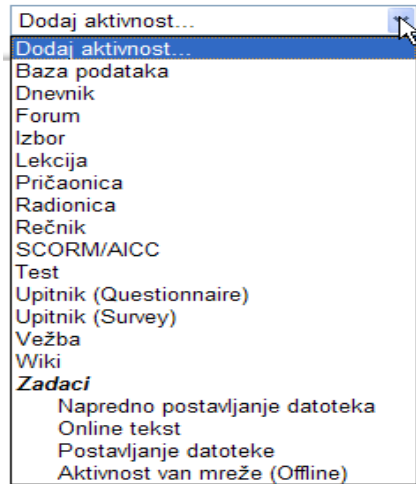 Dodaj aktivnost...
Dodaj aktivnost...
Baza podataka
Dnevnik
Forum
Izbor
Lekcija
Pričaonica
Radionica
Rečnik
SCORM/AICC
Test
Upitnik (Questionnaire)
Upitnik (Survey)
Vežba
Wiki
Zadaci
Napredno postavljanje datoteka
Online tekst
Postavljanje datoteke
Aktivnost van mreže (Offline)